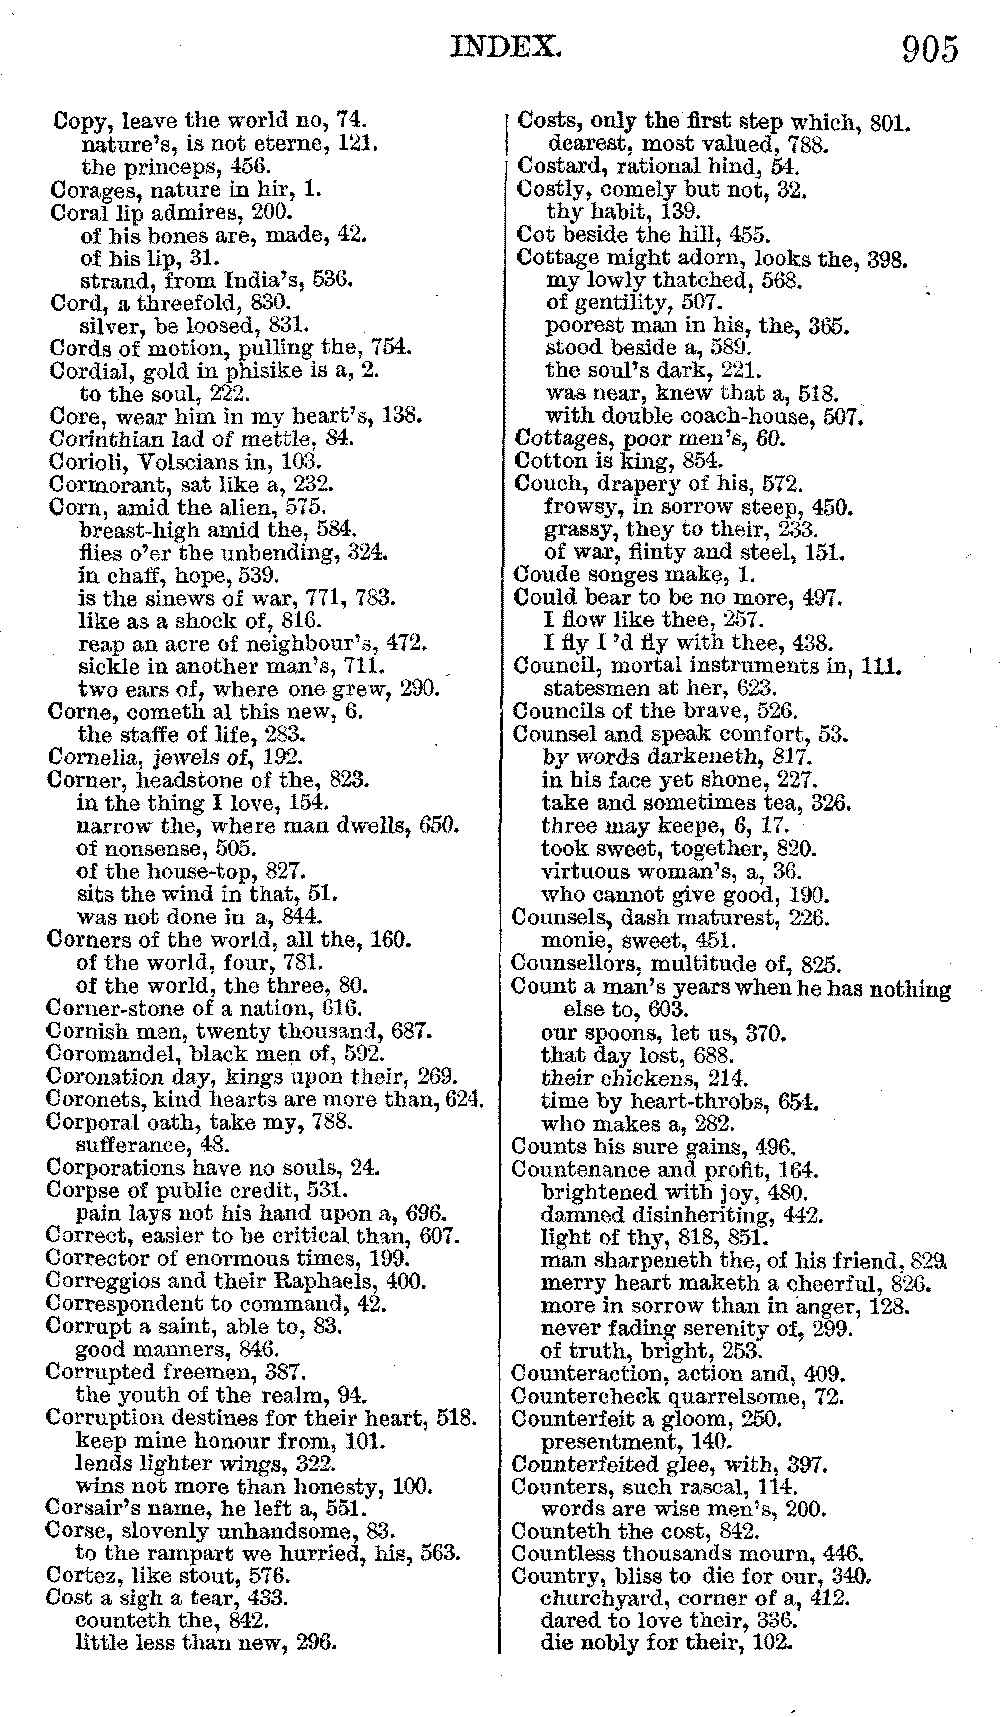 INDEX.
905
Copy, leave the world no, 74.
nature's, is not eterne, 121.
the princeps, 456.
Corages, nature in hir, 1.
Coral lip admires, 200.
of his bones are, made, 42.
of his lip, 31.
strand, from India's, 536.
Cord, a threefold, 830.
silver, be loosed, 831.
Cords of motion, pulling the, 754.
Cordial, gold in phisike is a, 2.
to the soul, 222.
Core, wear him in my heart's, 138.
Corinthian lad of mettle, 84.
Corioli, Volscians in, 103.
Cormorant, sat like a, 232.
Corn, amid the alien, 575.
breast-high amid the, 584.
flies o'er the unbending, 324.
in chaff, hope, 539.
is the sinews of war, 771, 783.
like as a shock of, 816.
reap an acre of neighbour's, 472.
sickle in another man's, 711.
two ears of, where one grew, 290.
Corne, cometh al this new, 6.
the staffe of life, 283.
Cornelia, jewels of, 192.
Corner, headstone of the, 823.
in the thing I love, 154.
narrow the, where man dwells, 650.
of nonsense, 505.
of the house-top, 827.
sits the wind in that, 51.
was not done in a, 844.
Corners of the world, all the, 160.
of the world, four, 781.
of the world, the three, 80.
Corner-stone of a nation, 616.
Cornish men, twenty thousand, 687.
Coromandel, black men of, 592.
Coronation day, kings upon their, 269.
Coronets, kind hearts are more than, 624.
Corporal oath, take my, 788.
sufferance, 48.
Corporations have no souls, 24.
Corpse of public credit, 531.
pain lays not his hand upon a, 696.
Correct, easier to be critical than, 607.
Corrector of enormous times, 199.
Correggios and their Raphaels, 400.
Correspondent to command, 42.
Corrupt a saint, able to, 83.
good manners, 846.
Corrupted freemen, 387.
the youth of the realm, 94.
Corruption destines for their heart, 518.
keep mine honour from, 101.
lends lighter wings, 322.
wins not more than honesty, 100.
Corsair's name, he left a, 551.
Corse, slovenly unhandsome, 83.
to the rampart we hurried, his, 563.
Cortez, like stout, 576.
Cost a sigh a tear, 433.
counteth the, 842.
little less than new, 296.
Costs, only the first step which, 801.
dearest, most valued, 788.
Costard, rational hind, 54.
Costly, comely but not, 32.
thy habit, 139.
Cot beside the hill, 455.
Cottage might adorn, looks the, 398.
my lowly thatched, 568.
of gentility, 507.
poorest man in his, the, 365.
stood beside a, 589.
the soul's dark, 221.
was near, knew that a, 518.
with double coach-house, 507.
Cottages, poor men's, 60.
Cotton is king, 854.
Couch, drapery of his, 572.
frowsy, in sorrow steep, 450.
grassy, they to their, 233.
of war, flinty and steel, 151.
Coude songes make, 1.
Could bear to be no more, 497.
I flow like thee, 257.
I fly I 'd fly with thee, 438.
Council, mortal instruments in, 111.
statesmen at her, 623.
Councils of the brave, 526.
Counsel and speak comfort, 53.
by words darkeneth, 817.
in his face yet shone, 227.
take and sometimes tea, 326.
three may keepe, 6, 17.
took sweet, together, 820.
virtuous woman's, a, 36.
who cannot give good, 190.
Counsels, dash maturest, 226.
monie, sweet, 451.
Counsellors, multitude of, 825.
Count a man's years when he has nothing
else to, 603.
our spoons, let us, 370.
that day lost, 688.
their chickens, 214.
time by heart-throbs, 654.
who makes a, 282.
Counts his sure gains, 496.
Countenance and profit, 164.
brightened with joy, 480.
damned disinheriting, 442.
light of thy, 818, 851.
man sharpeneth the, of his friend, 829.
merry heart maketh a cheerful, 826.
more in sorrow than in anger, 128.
never fading serenity of, 299.
of truth, bright, 253.
Counteraction, action and, 409.
Countercheck quarrelsome, 72.
Counterfeit a gloom, 250.
presentment, 140.
Counterfeited glee, with, 397.
Counters, such rascal, 114.
words are wise men's, 200.
Counteth the cost, 842.
Countless thousands mourn, 446.
Country, bliss to die for our, 340.
churchyard, corner of a, 412.
dared to love their, 336.
die nobly for their, 102.